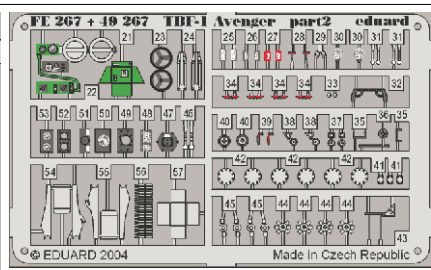 FE 267 + 49 267 TBF-1 Avenger part2 eduard
21 23 24 25 26 27 28 29 30 30 31 31
22
34 34 34 34 33 32
53 52 51 50 49 48 47 46 40 40 39 38 38 37 35 36 35
42 42 42 41 41
54 55 56 57
45 45 44 44 44 44 43
© EDUARD 2004 Made in Czech Republic